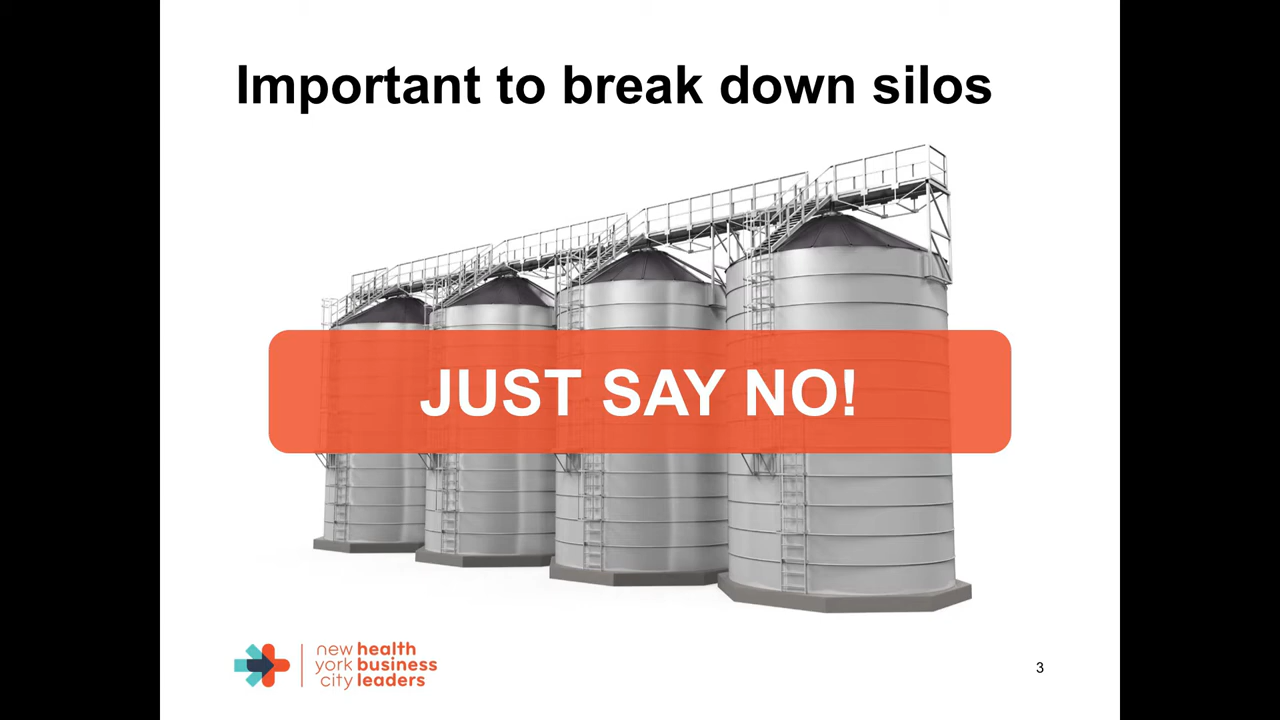 Important to break down silos
JUST SAY NO!
new health
york business
city leaders
3